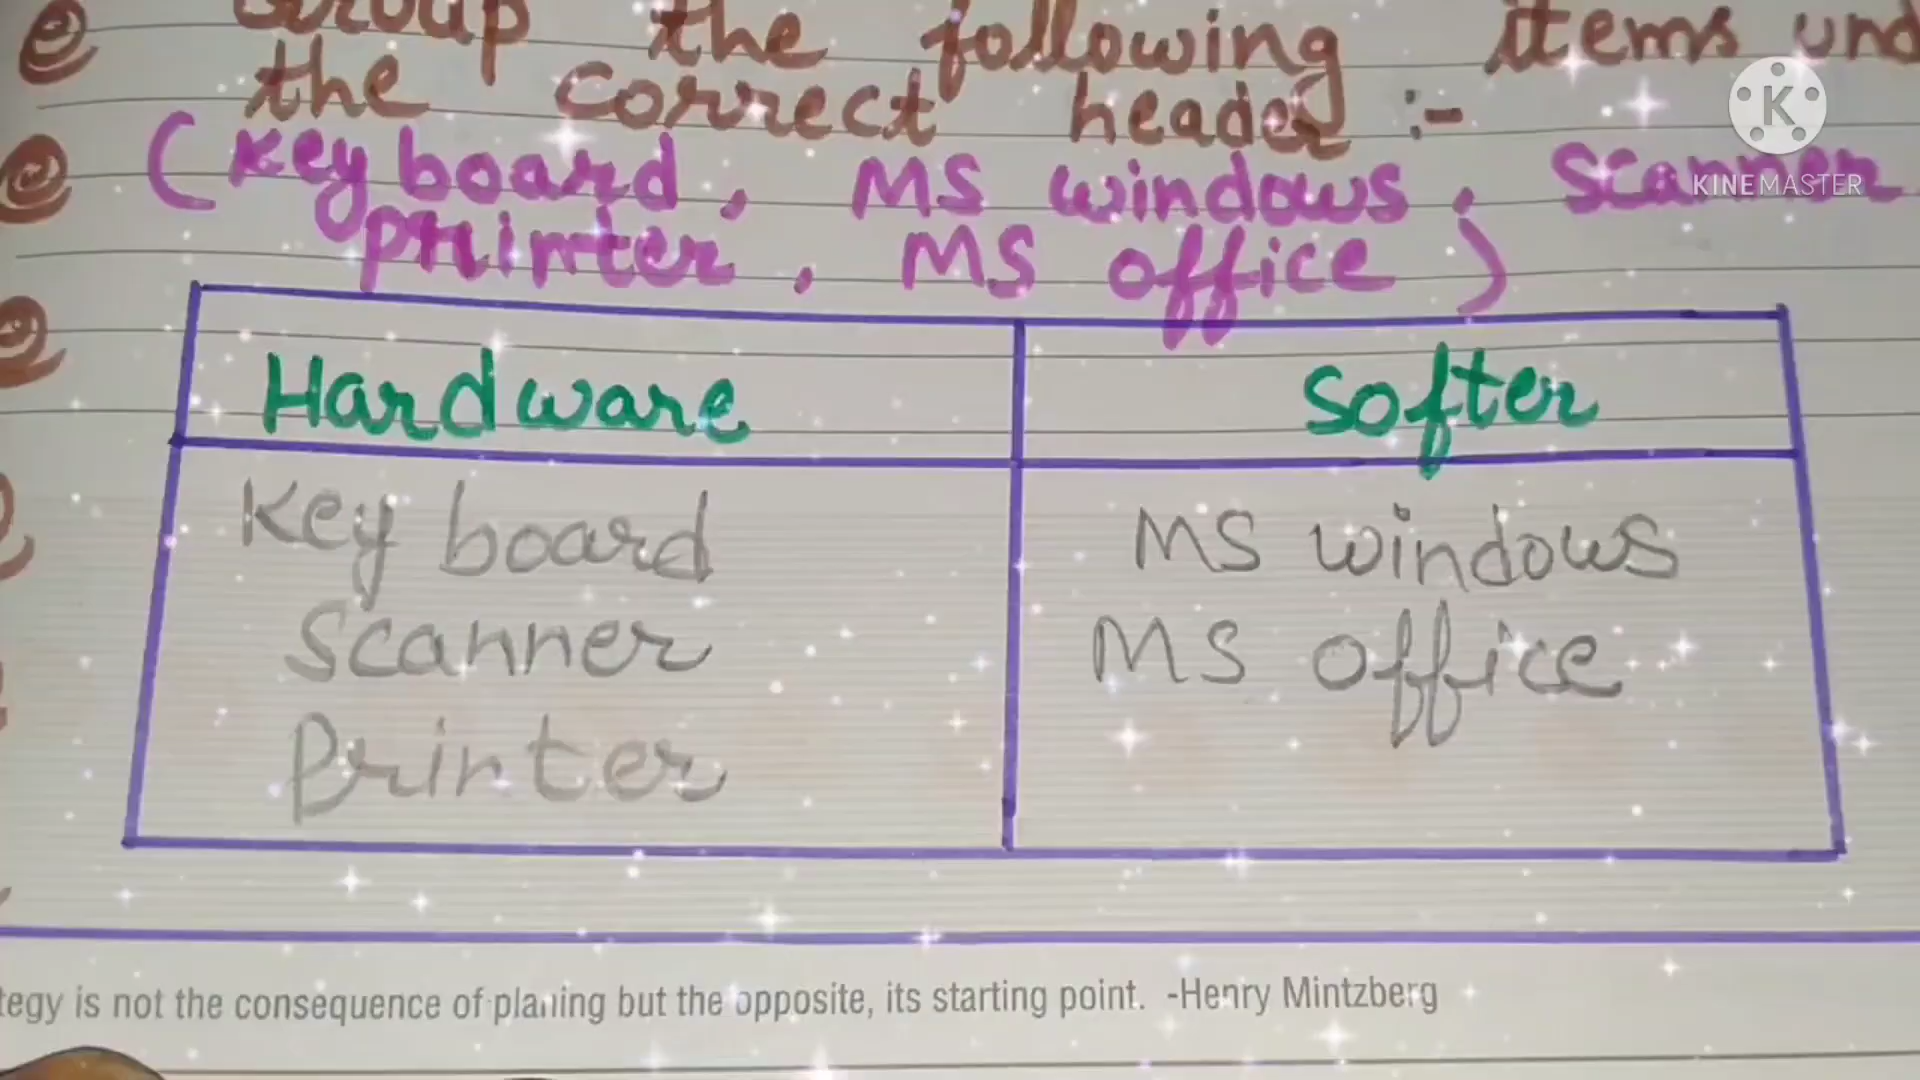 Group the following items und
the correct header :-
(Key board, MS windows, Scanner
printer, MS office)
Hardware Softer
Key board MS windows
Scanner MS office
Printer
tegy is not the consequence of planing but the opposite, its starting point. -Henry Mintzberg
K
KINEMASTER